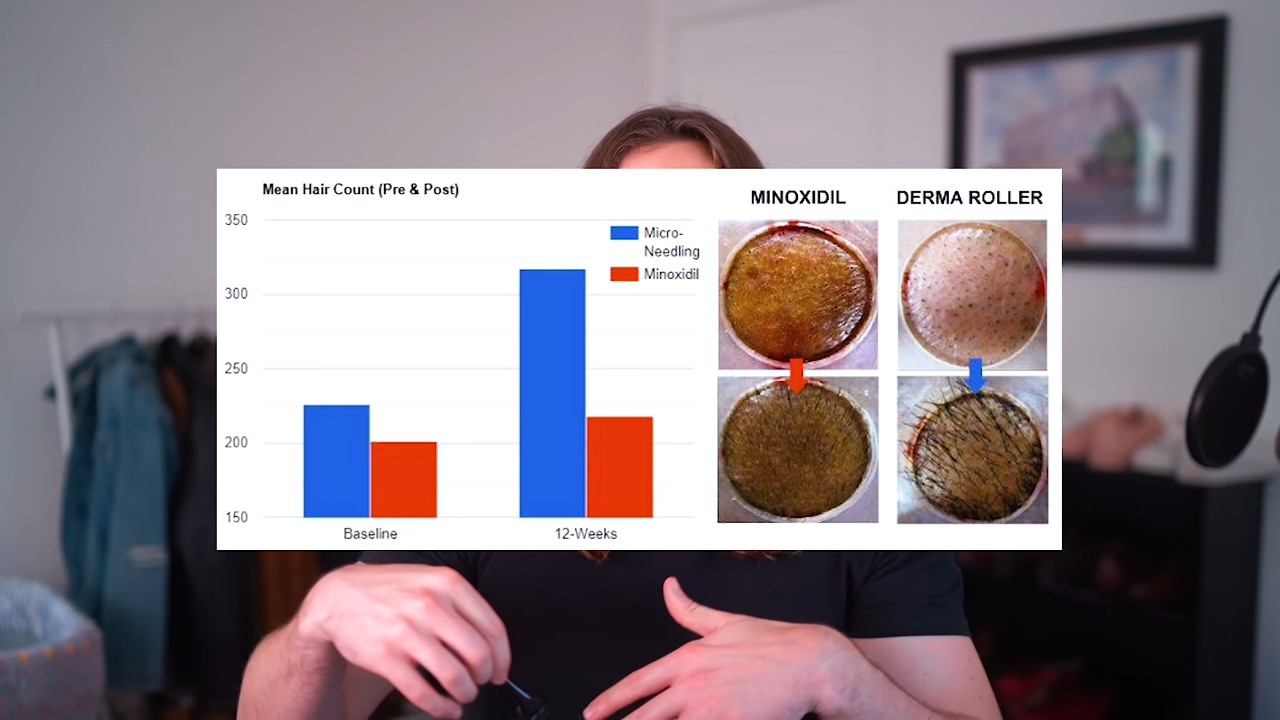 Mean Hair Count (Pre & Post)
350
300
250
200
150
Micro-
Needling
Minoxidil
Baseline
12-Weeks
MINOXIDIL
DERMA ROLLER